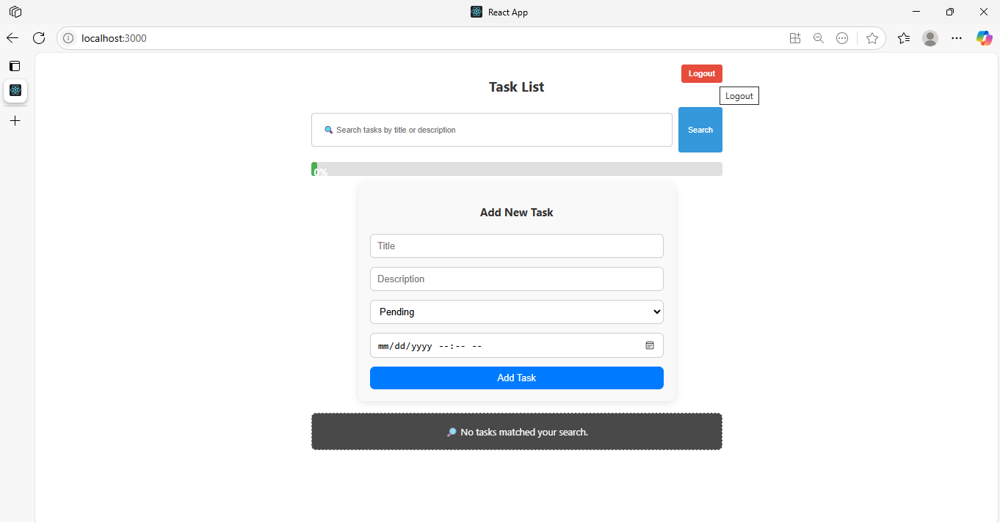 React App
localhost:3000
Logout
Task List
Logout
Search tasks by title or description
Search
0%
Add New Task
Title
Description
Pending
mm/dd/yyyy --:-- --
Add Task
No tasks matched your search.